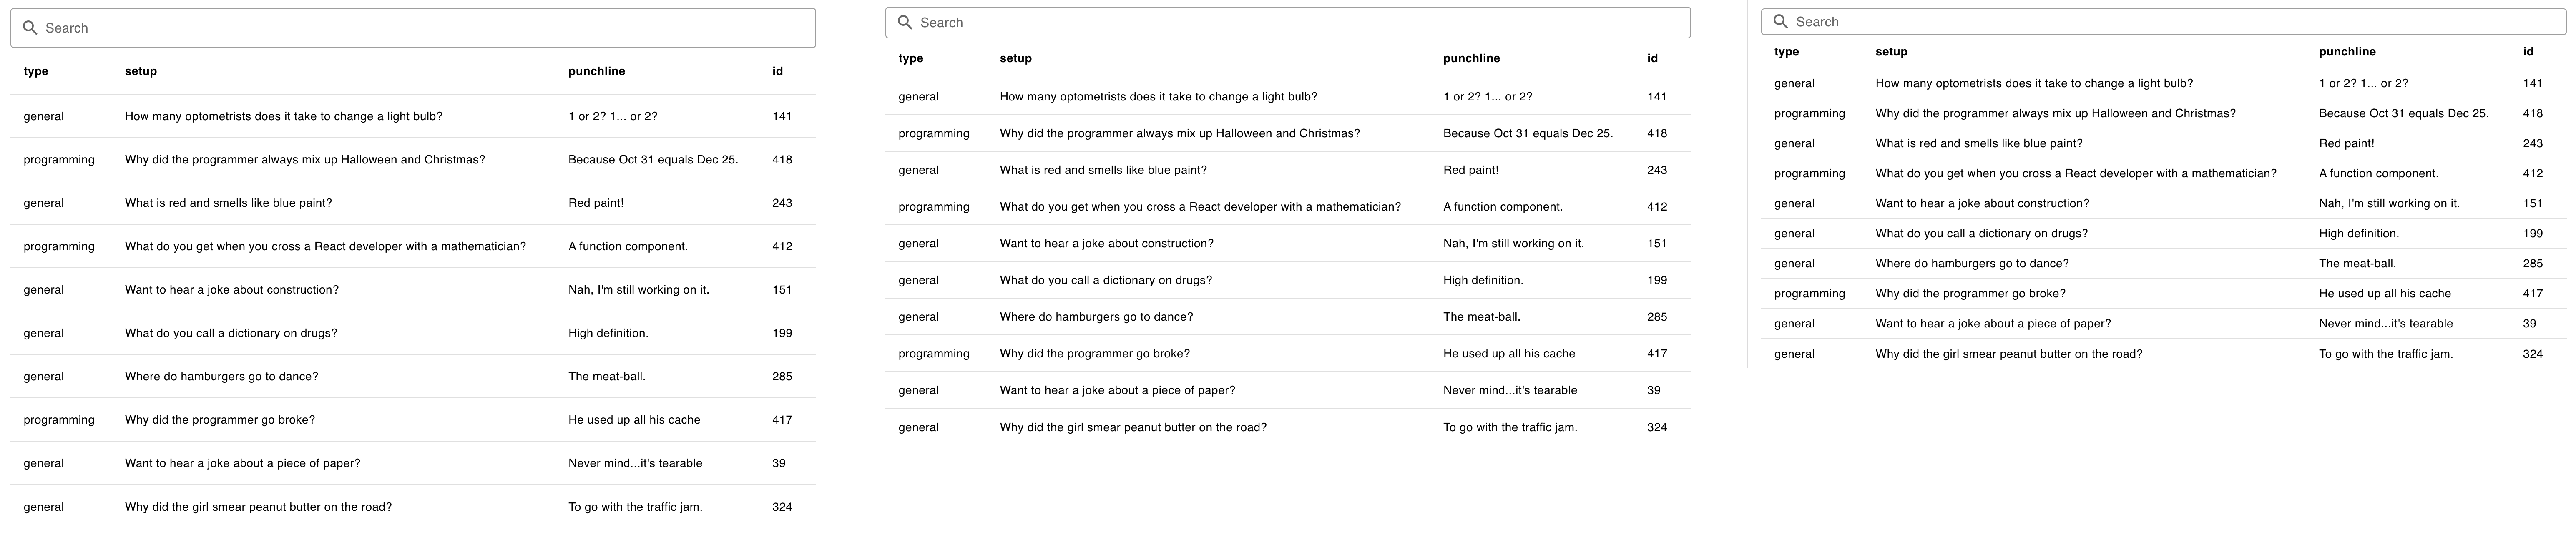 Search
type setup punchline id
general How many optometrists does it take to change a light bulb? 1 or 2? 1... or 2? 141
programming Why did the programmer always mix up Halloween and Christmas? Because Oct 31 equals Dec 25. 418
general What is red and smells like blue paint? Red paint! 243
programming What do you get when you cross a React developer with a mathematician? A function component. 412
general Want to hear a joke about construction? Nah, I'm still working on it. 151
general What do you call a dictionary on drugs? High definition. 199
general Where do hamburgers go to dance? The meat-ball. 285
programming Why did the programmer go broke? He used up all his cache 417
general Want to hear a joke about a piece of paper? Never mind...it's tearable 39
general Why did the girl smear peanut butter on the road? To go with the traffic jam. 324
Search
type setup punchline id
general How many optometrists does it take to change a light bulb? 1 or 2? 1... or 2? 141
programming Why did the programmer always mix up Halloween and Christmas? Because Oct 31 equals Dec 25. 418
general What is red and smells like blue paint? Red paint! 243
programming What do you get when you cross a React developer with a mathematician? A function component. 412
general Want to hear a joke about construction? Nah, I'm still working on it. 151
general What do you call a dictionary on drugs? High definition. 199
general Where do hamburgers go to dance? The meat-ball. 285
programming Why did the programmer go broke? He used up all his cache 417
general Want to hear a joke about a piece of paper? Never mind...it's tearable 39
general Why did the girl smear peanut butter on the road? To go with the traffic jam. 324
Search
type setup punchline id
general How many optometrists does it take to change a light bulb? 1 or 2? 1... or 2? 141
programming Why did the programmer always mix up Halloween and Christmas? Because Oct 31 equals Dec 25. 418
general What is red and smells like blue paint? Red paint! 243
programming What do you get when you cross a React developer with a mathematician? A function component. 412
general Want to hear a joke about construction? Nah, I'm still working on it. 151
general What do you call a dictionary on drugs? High definition. 199
general Where do hamburgers go to dance? The meat-ball. 285
programming Why did the programmer go broke? He used up all his cache 417
general Want to hear a joke about a piece of paper? Never mind...it's tearable 39
general Why did the girl smear peanut butter on the road? To go with the traffic jam. 324